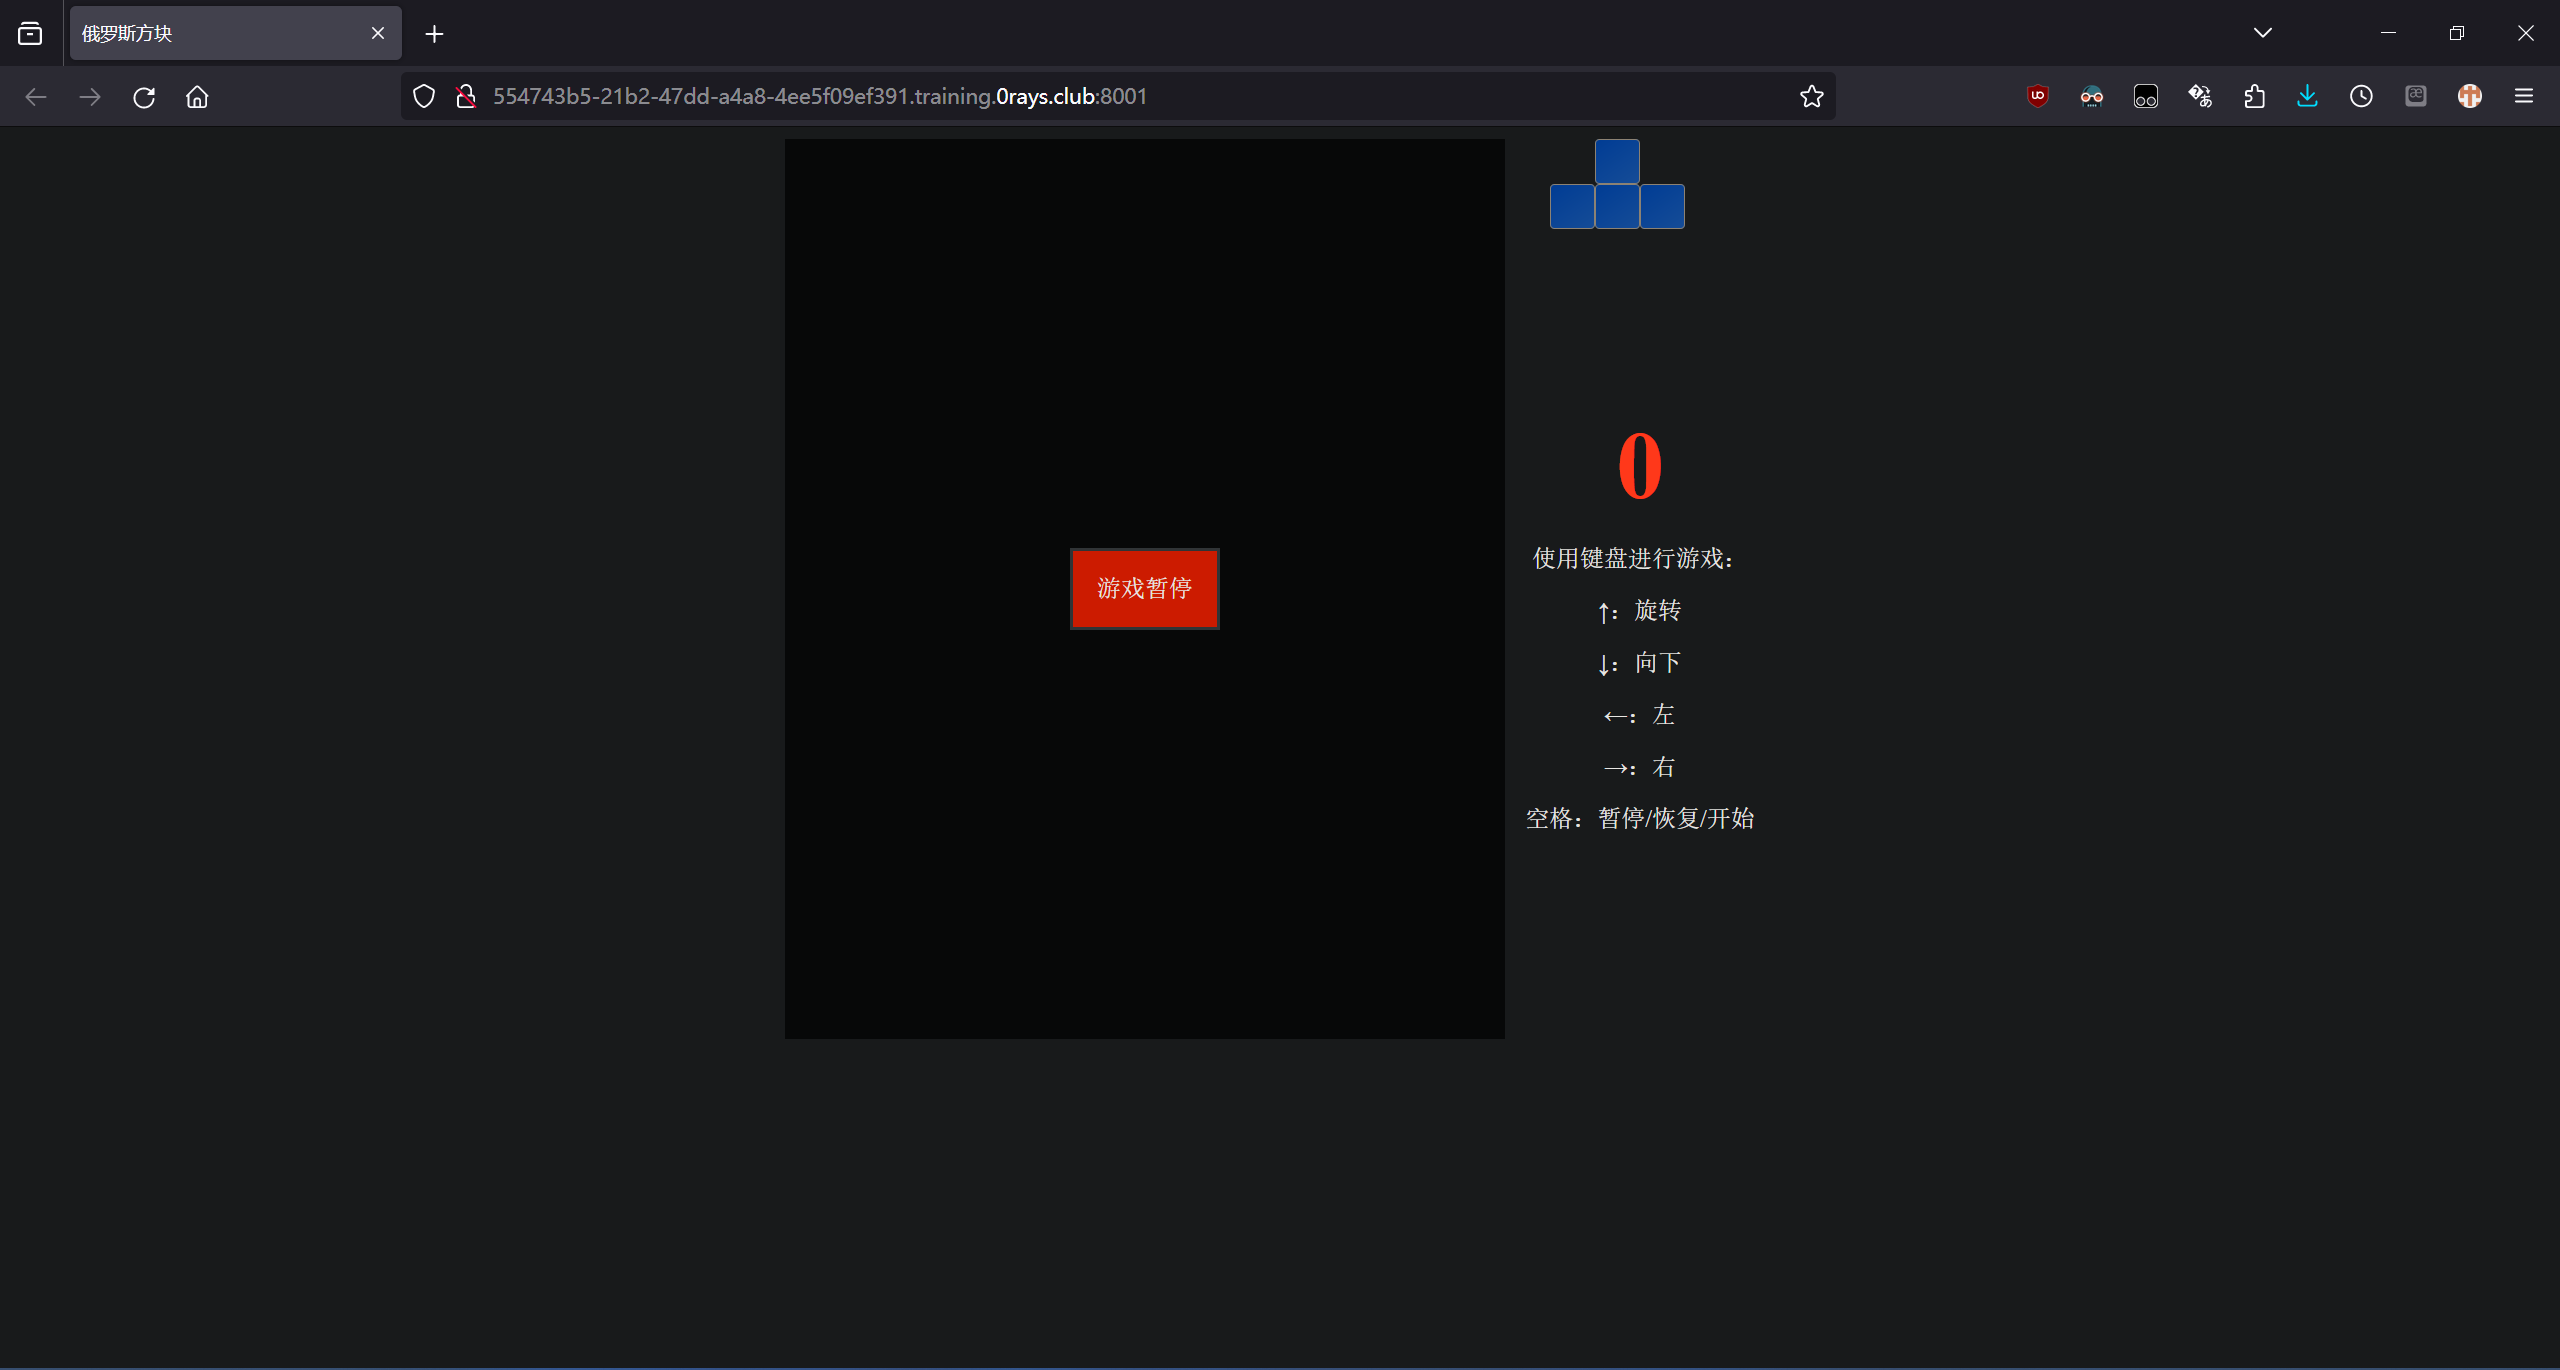 俄罗斯方块
554743b5-21b2-47dd-a4a8-4ee5f09ef391.training.0rays.club:8001
0
游戏暂停
使用键盘进行游戏：
↑：旋转
↓：向下
←：左
→：右
空格：暂停/恢复/开始